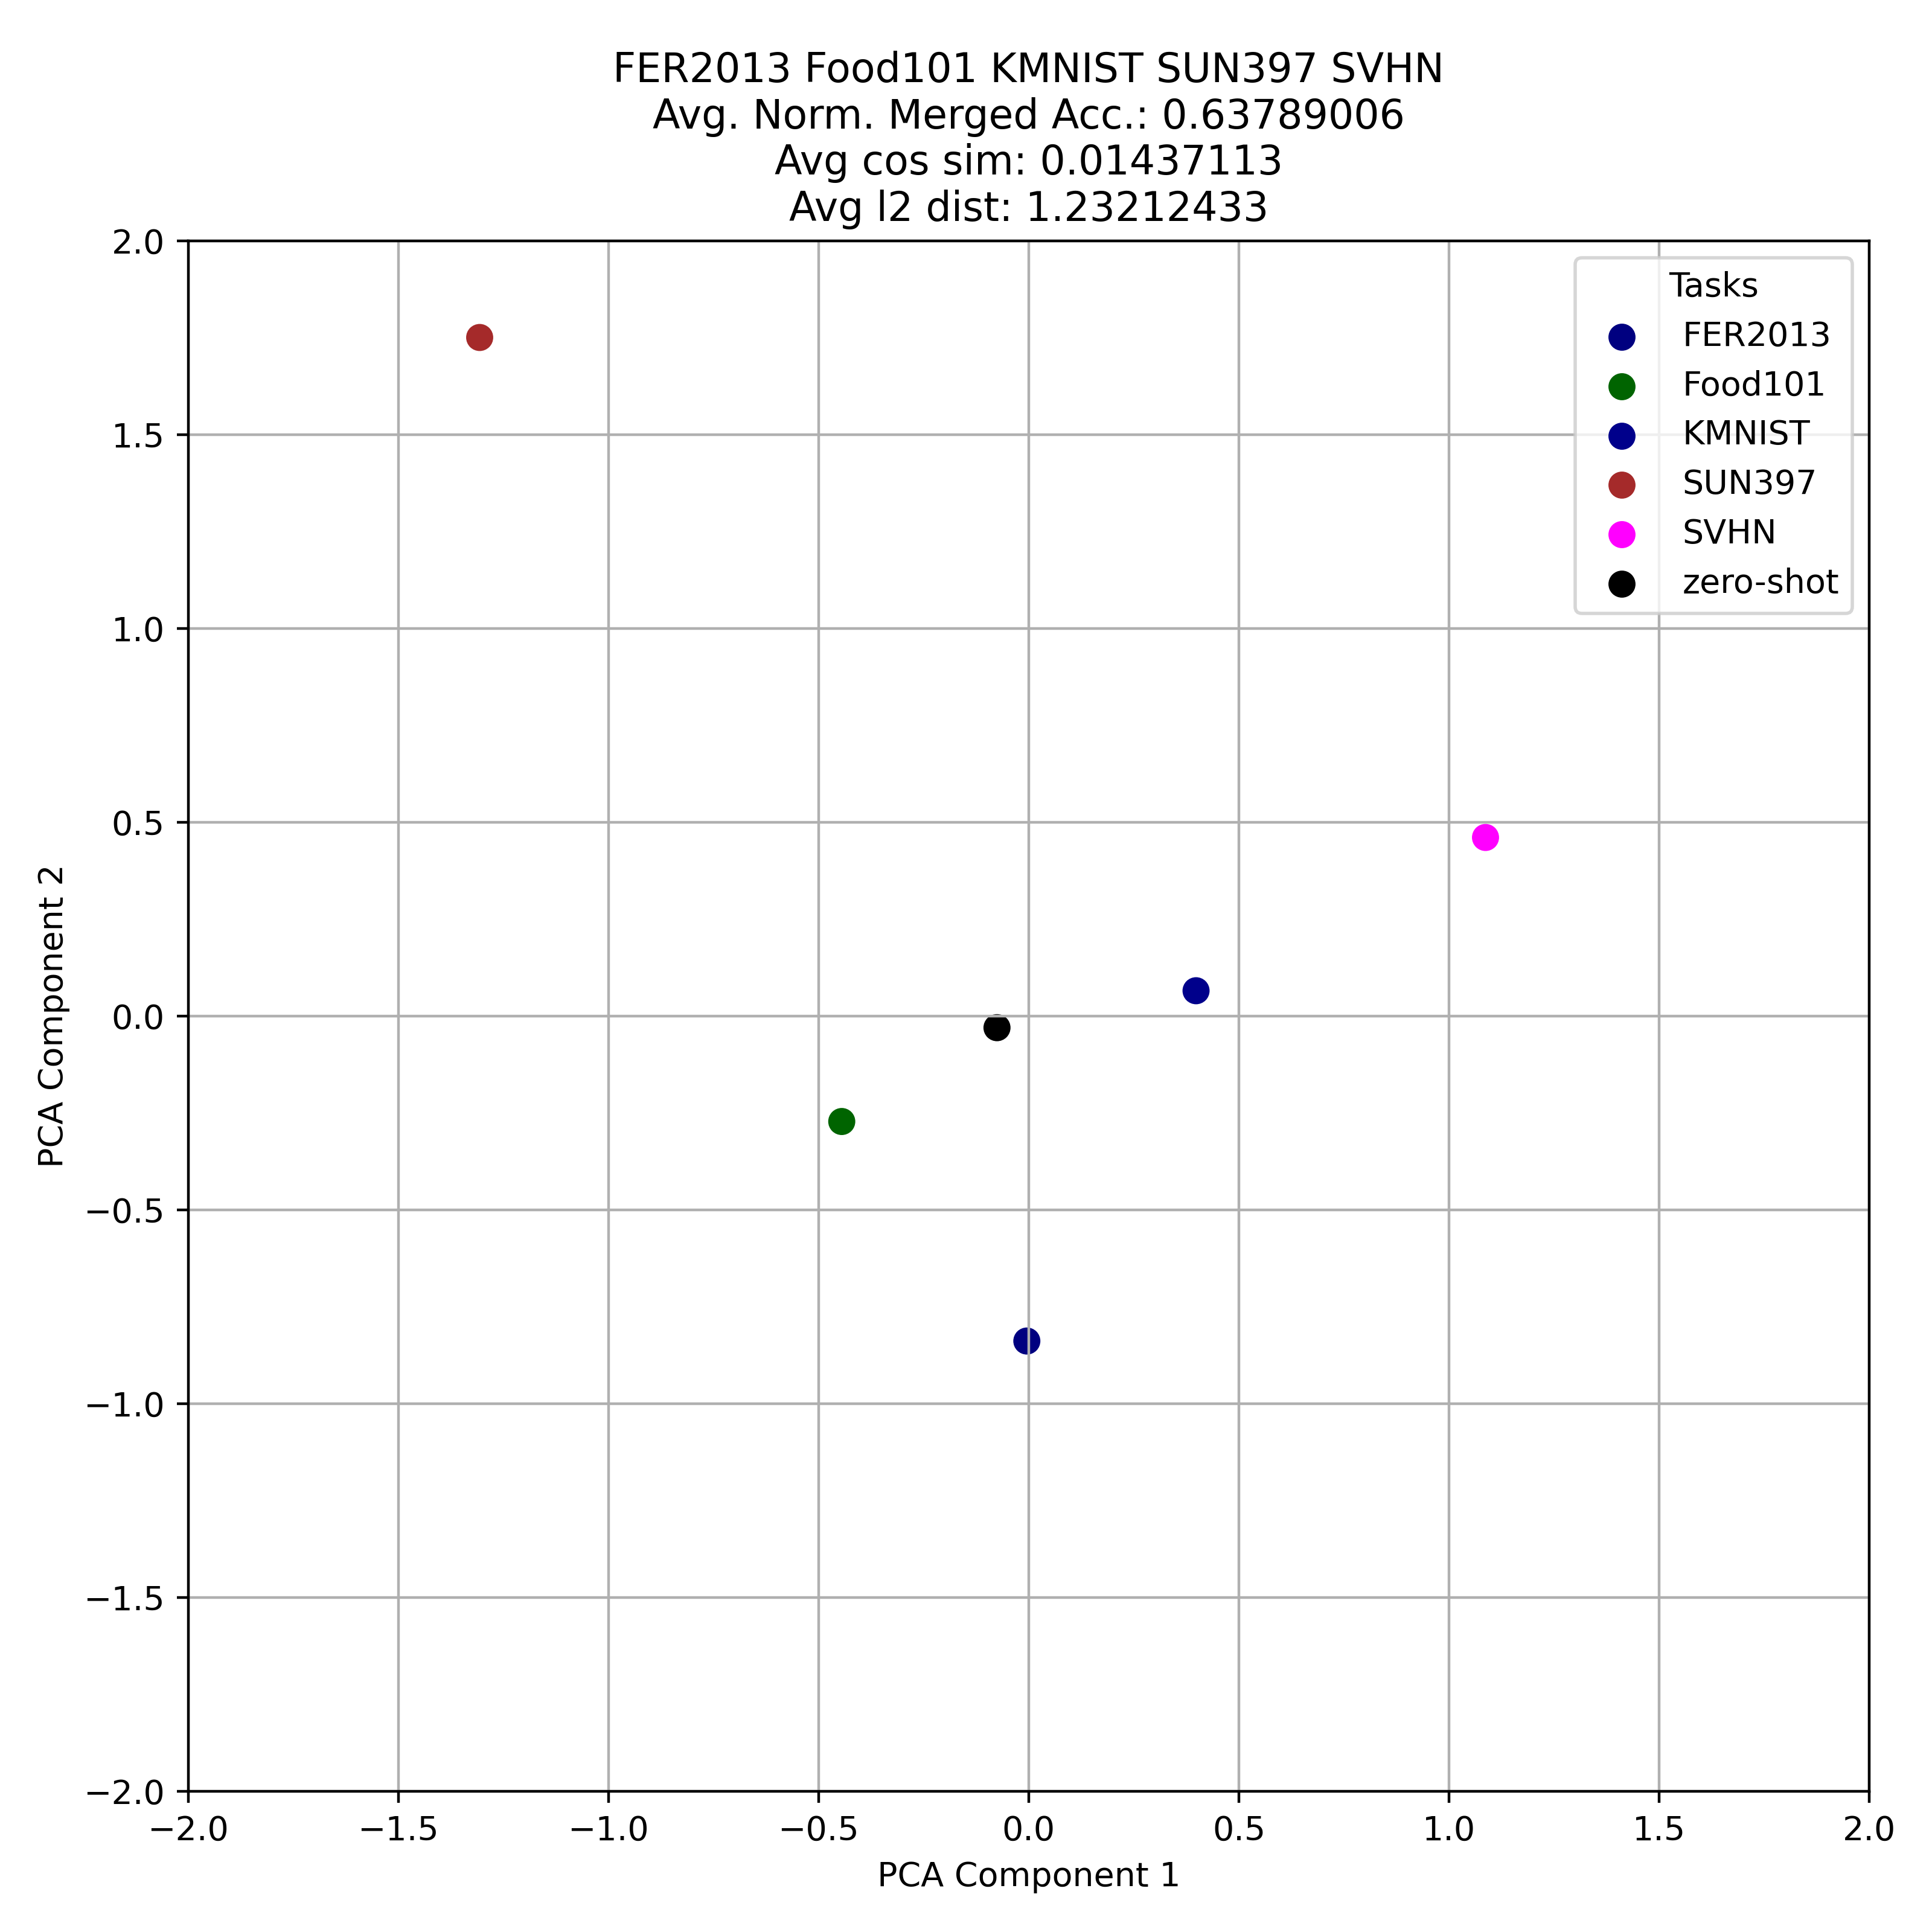 FER2013 Food101 KMNIST SUN397 SVHN
Avg. Norm. Merged Acc.: 0.63789006
Avg cos sim: 0.01437113
Avg l2 dist: 1.23212433
Tasks
FER2013
Food101
KMNIST
SUN397
SVHN
zero-shot
PCA Component 2
2.0
1.5
1.0
0.5
0.0
−0.5
−1.0
−1.5
−2.0
−2.0 −1.5 −1.0 −0.5 0.0 0.5 1.0 1.5 2.0
PCA Component 1